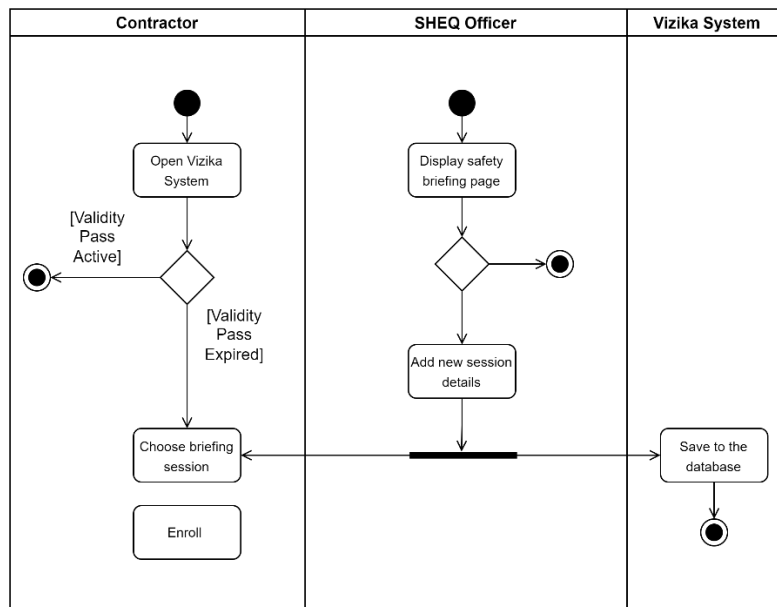 Contractor
SHEQ Officer
Vizika System
Open Vizika
System
Display safety
briefing page
[Validity
Pass
Active]
[Validity
Pass
Expired]
Add new session
details
Choose briefing
session
Save to the
database
Enroll